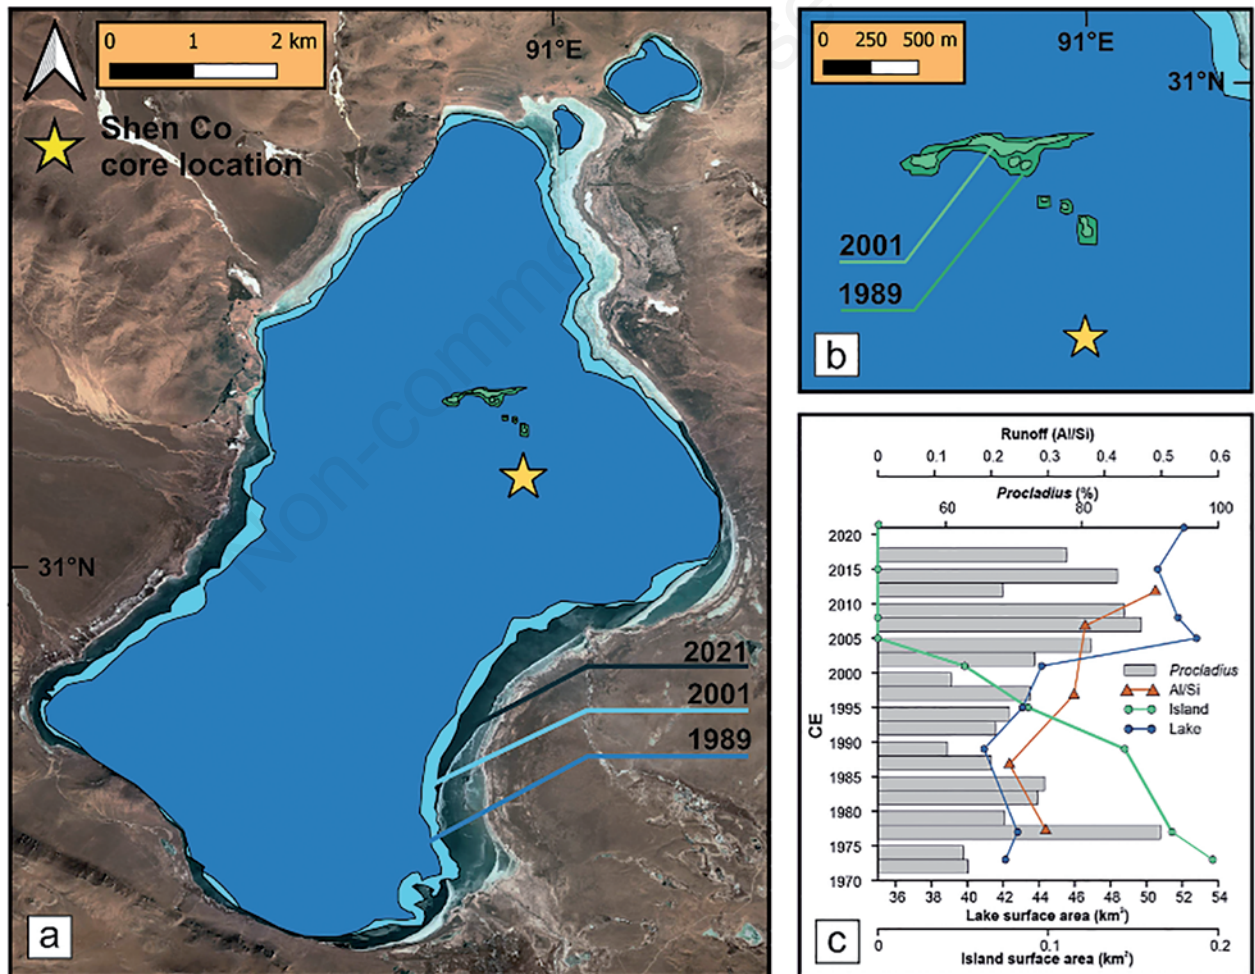 0 1 2 km
91°E
Shen Co
core location
31°N
2021
2001
1989
a
0 250 500 m
91°E
31°N
2001
1989
b
Runoff (Al/Si)
0 0.1 0.2 0.3 0.4 0.5 0.6
Procladius (%)
60 80 100
2020
2015
2010
2005
2000
1995
1990
1985
1980
1975
1970
CE
Procladius
Al/Si
Island
Lake
36 38 40 42 44 46 48 50 52 54
Lake surface area (km²)
0 0.1 0.2
Island surface area (km²)
c
Non-comm